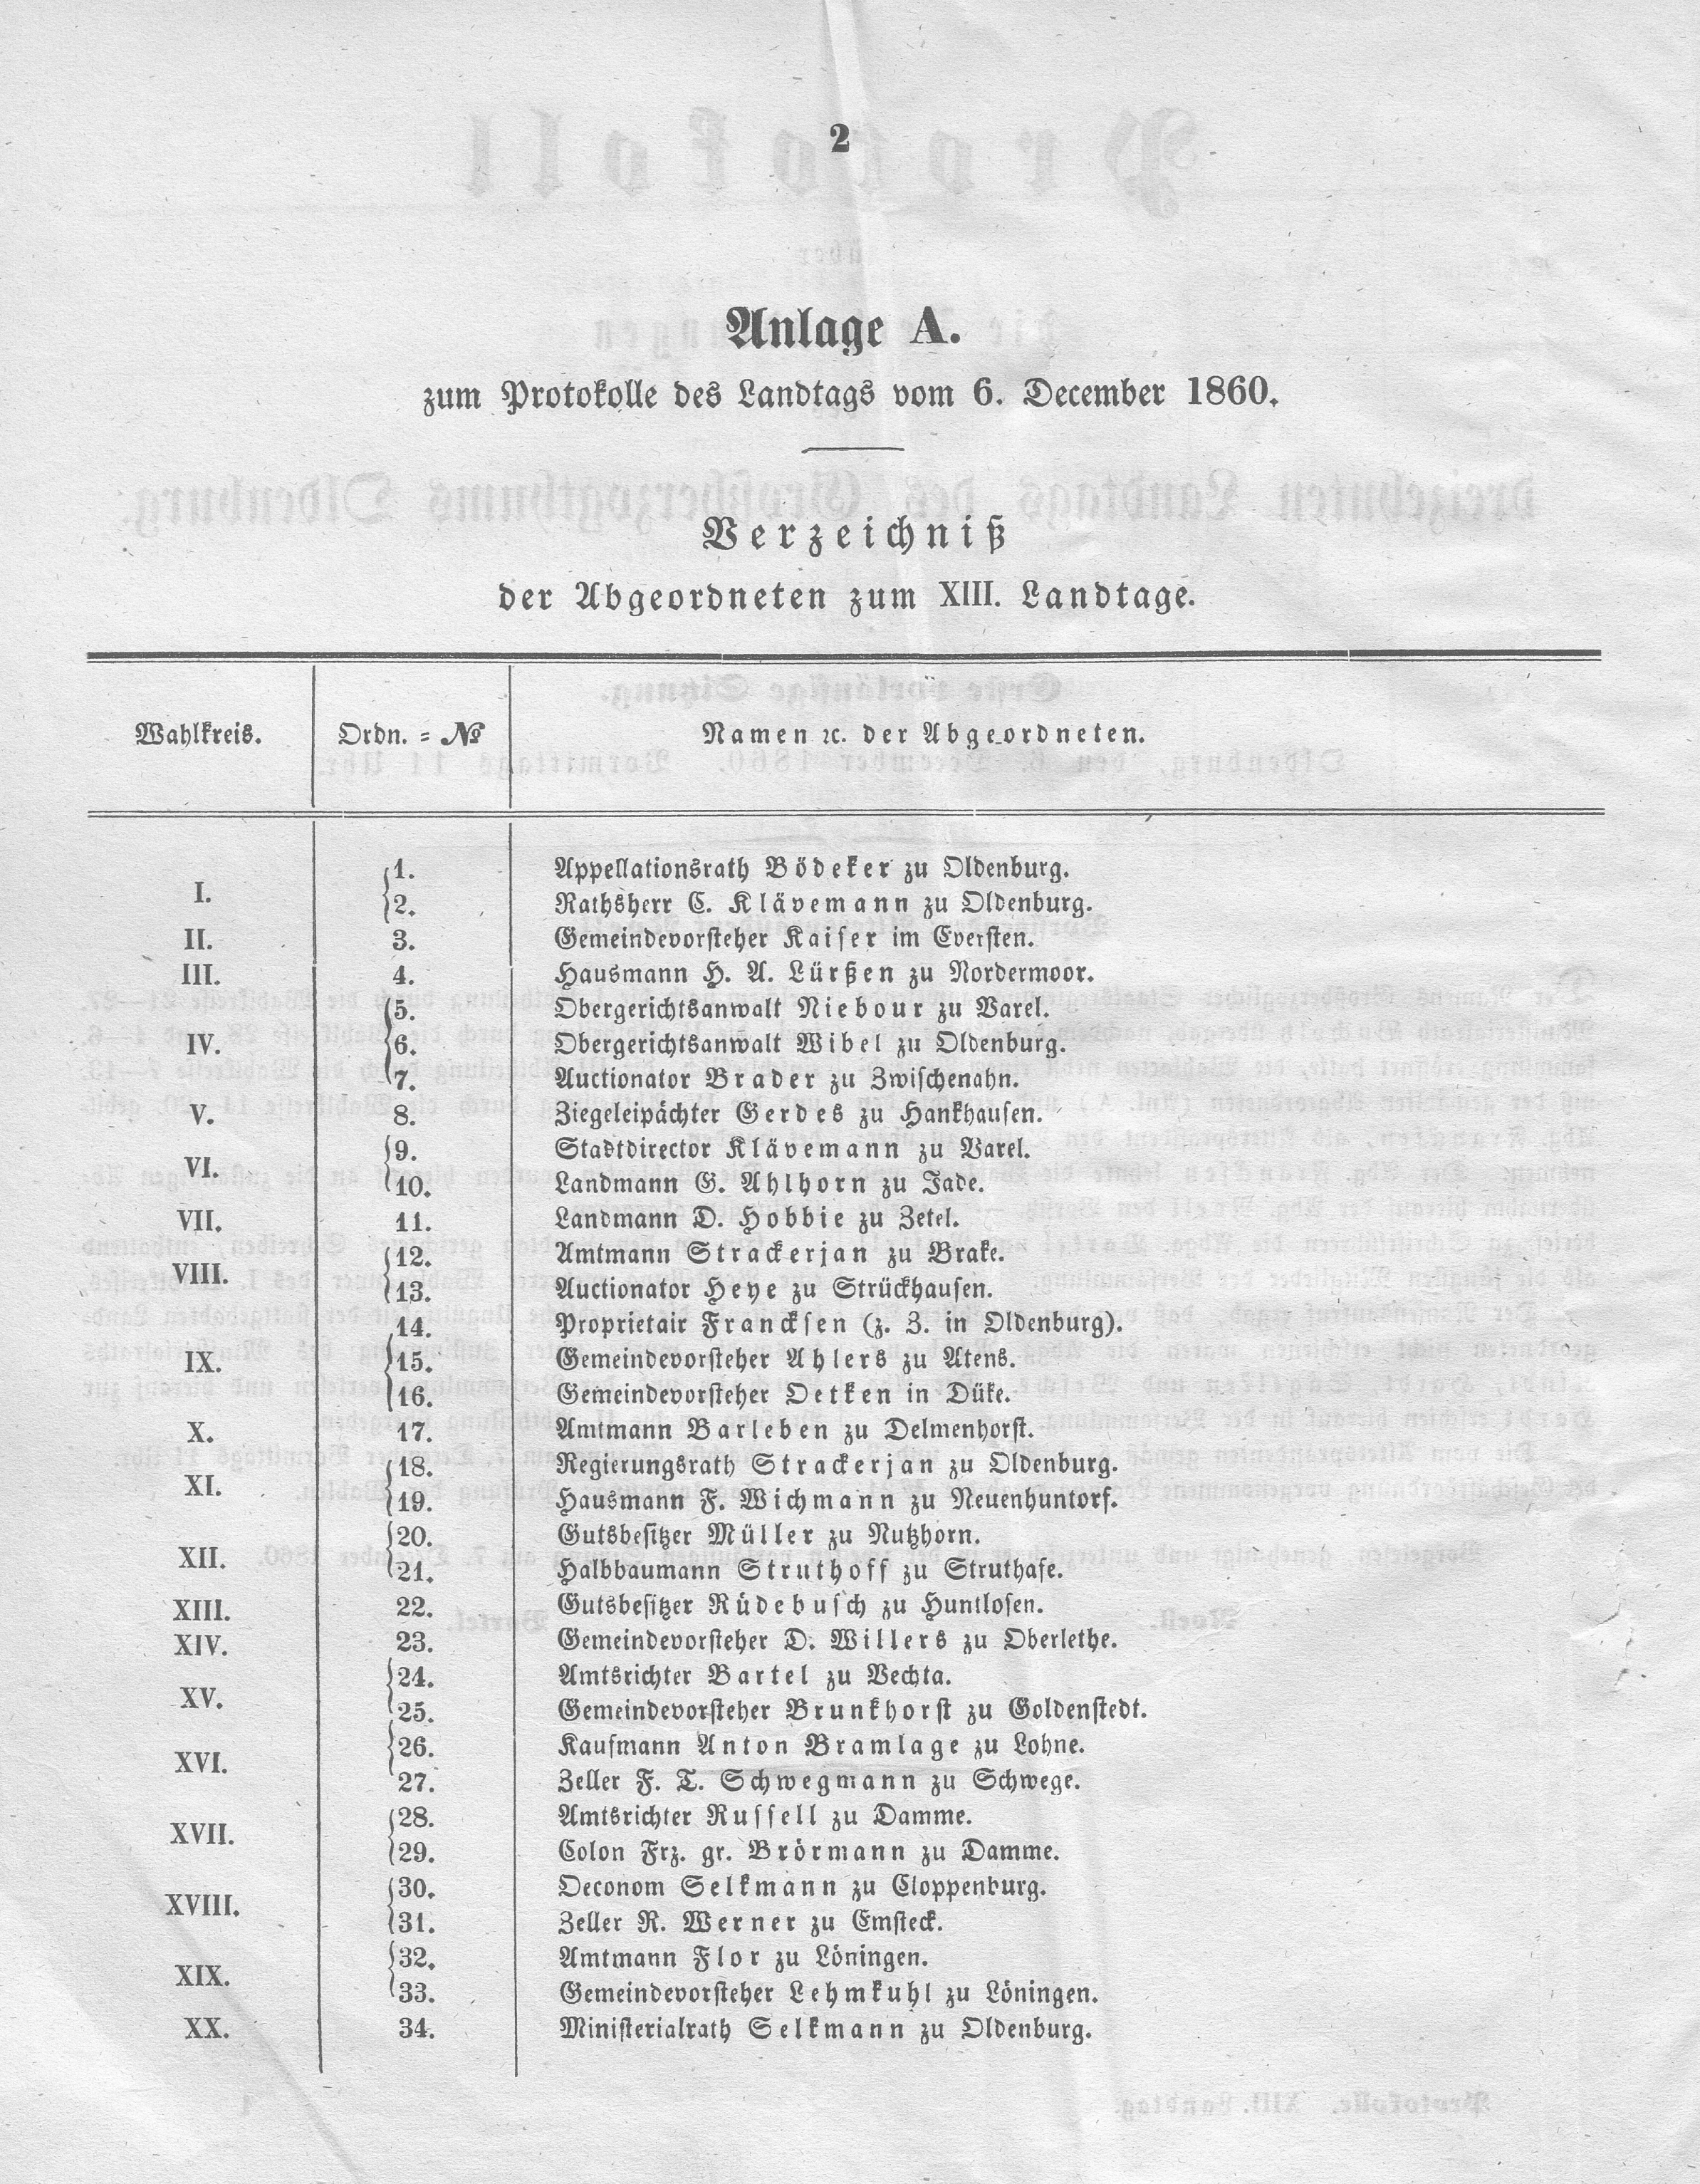 2
Anlage A.
zum Protokolle des Landtags vom 6. December 1860.
Verzeichniß
der Abgeordneten zum XIII. Landtage.
Wahlkreis. Ordn. = № Namen ꝛc. der Abgeordneten.
I. 1. Appellationsrath Bödeker zu Oldenburg.
2. Rathsherr C. Klävemann zu Oldenburg.
II. 3. Gemeindevorsteher Kaiser im Eversten.
III. 4. Hausmann H. A. Lürßen zu Nordermoor.
5. Obergerichtsanwalt Niebour zu Varel.
IV. 6. Obergerichtsanwalt Wibel zu Oldenburg.
7. Auctionator Brader zu Zwischenahn.
V. 8. Ziegeleipächter Gerdes zu Hankhausen.
VI. 9. Stadtdirector Klävemann zu Varel.
10. Landmann G. Ahlhorn zu Jade.
VII. 11. Landmann D. Hobbie zu Zetel.
VIII. 12. Amtmann Strackerjan zu Brake.
13. Auctionator Heye zu Strückhausen.
14. Proprietair Francksen (z. Z. in Oldenburg).
IX. 15. Gemeindevorsteher Ahlers zu Atens.
16. Gemeindevorsteher Oetken in Düke.
X. 17. Amtmann Barleben zu Delmenhorst.
XI. 18. Regierungsrath Strackerjan zu Oldenburg.
19. Hausmann F. Wichmann zu Neuenhuntorf.
XII. 20. Gutsbesitzer Müller zu Nutzhorn.
21. Halbbaumann Struthoff zu Struthafe.
XIII. 22. Gutsbesitzer Rüdebusch zu Huntlosen.
XIV. 23. Gemeindevorsteher D. Willers zu Oberlethe.
XV. 24. Amtsrichter Bartel zu Vechta.
25. Gemeindevorsteher Brunkhorst zu Goldenstedt.
XVI. 26. Kaufmann Anton Bramlage zu Lohne.
27. Zeller F. T. Schwegmann zu Schwege.
XVII. 28. Amtsrichter Russell zu Damme.
29. Colon Frz. gr. Brörmann zu Damme.
XVIII. 30. Oeconom Selkmann zu Cloppenburg.
31. Zeller R. Werner zu Emsteck.
XIX. 32. Amtmann Flor zu Löningen.
33. Gemeindevorsteher Lehmkuhl zu Löningen.
XX. 34. Ministerialrath Selkmann zu Oldenburg.